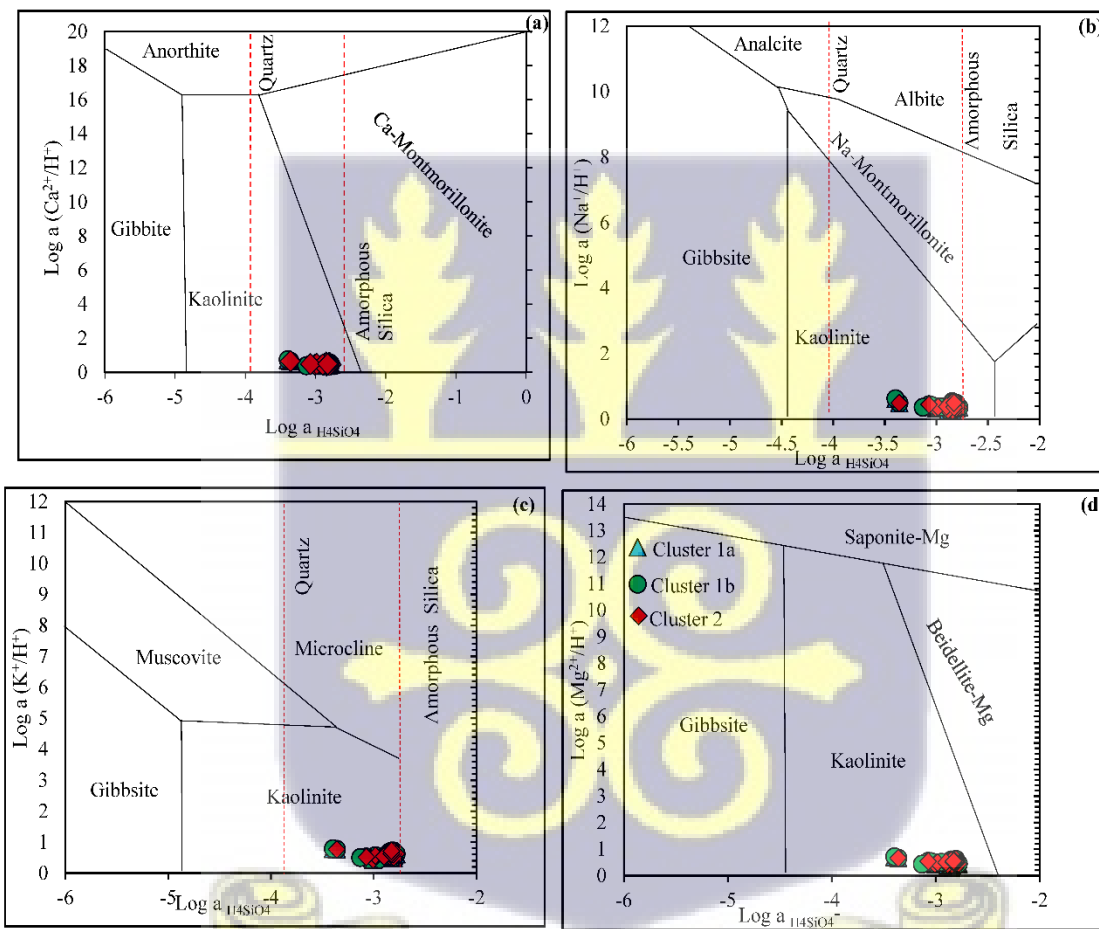 (a)
20
18
16
14
12
10
8
6
4
2
0
Log a (Ca²⁺/H⁺)
Anorthite
Quartz
Ca-Montmorillonite
Gibbite
Kaolinite
Amorphous
Silica
-6 -5 -4 -3 -2 -1 0
Log a H4SiO4
(b)
12
10
8
6
4
2
0
Log a (Na⁺/H⁺)
Analcite
Quartz
Albite
Amorphous
Silica
Na-Montmorillonite
Gibbsite
Kaolinite
-6 -5.5 -5 -4.5 -4 -3.5 -3 -2.5 -2
Log a H4SiO4
(c)
12
11
10
9
8
7
6
5
4
3
2
1
0
Log a (K⁺/H⁺)
Quartz
Muscovite
Microcline
Amorphous Silica
Gibbsite
Kaolinite
-6 -5 -4 -3 -2
Log a H4SiO4
(d)
14
13
12
11
10
9
8
7
6
5
4
3
2
1
0
Log a (Mg²⁺/H⁺)
Saponite-Mg
Cluster 1a
Cluster 1b
Cluster 2
Beidellite-Mg
Gibbsite
Kaolinite
-6 -5 -4 -3 -2
Log a H4SiO4